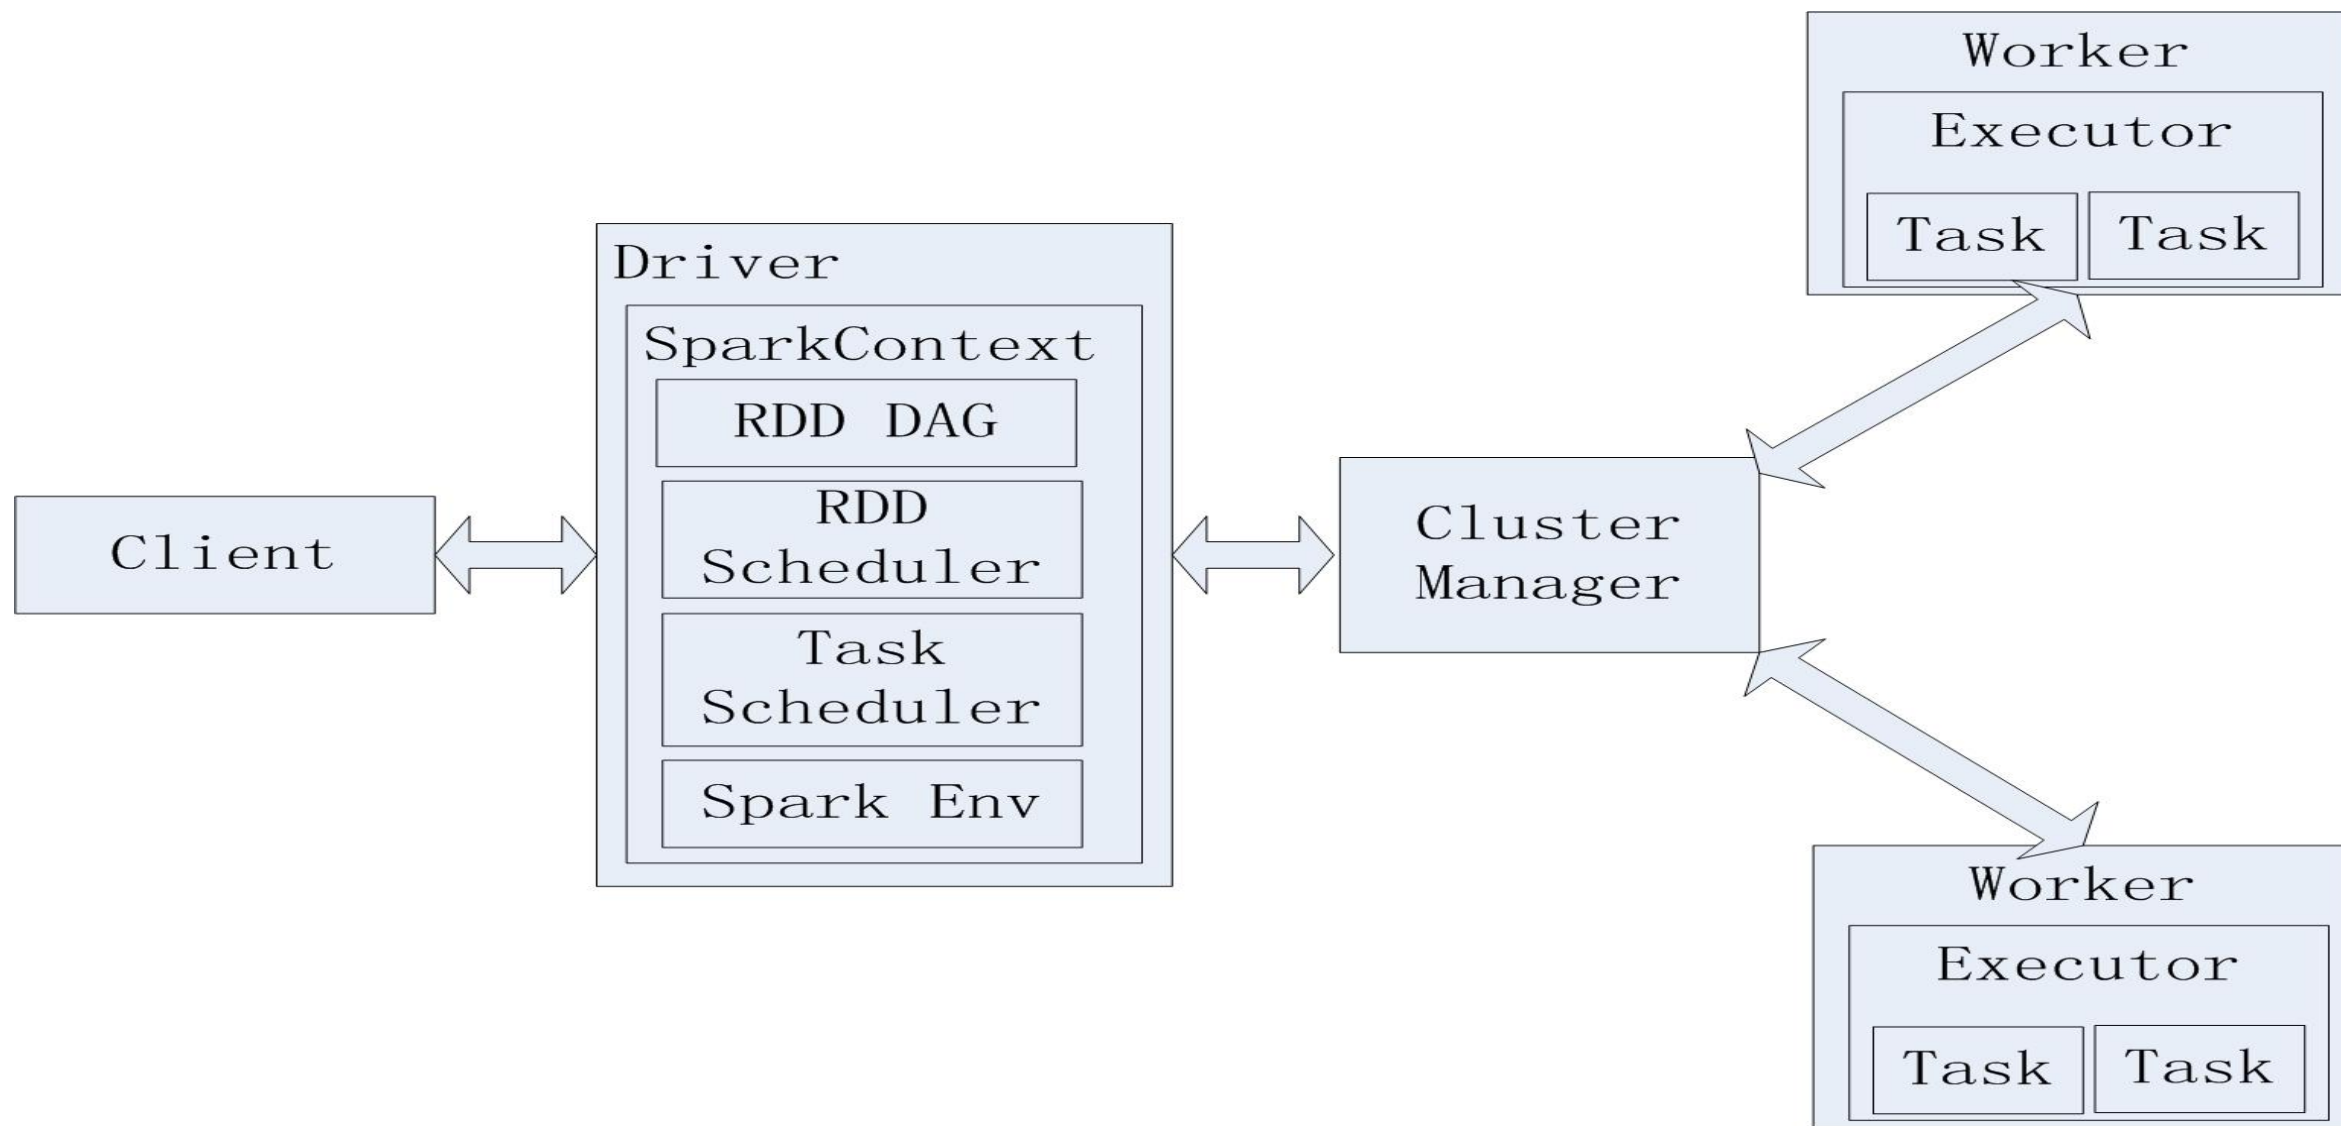 Client
Driver
SparkContext
RDD DAG
RDD
Scheduler
Task
Scheduler
Spark Env
Cluster
Manager
Worker
Executor
Task Task
Worker
Executor
Task Task